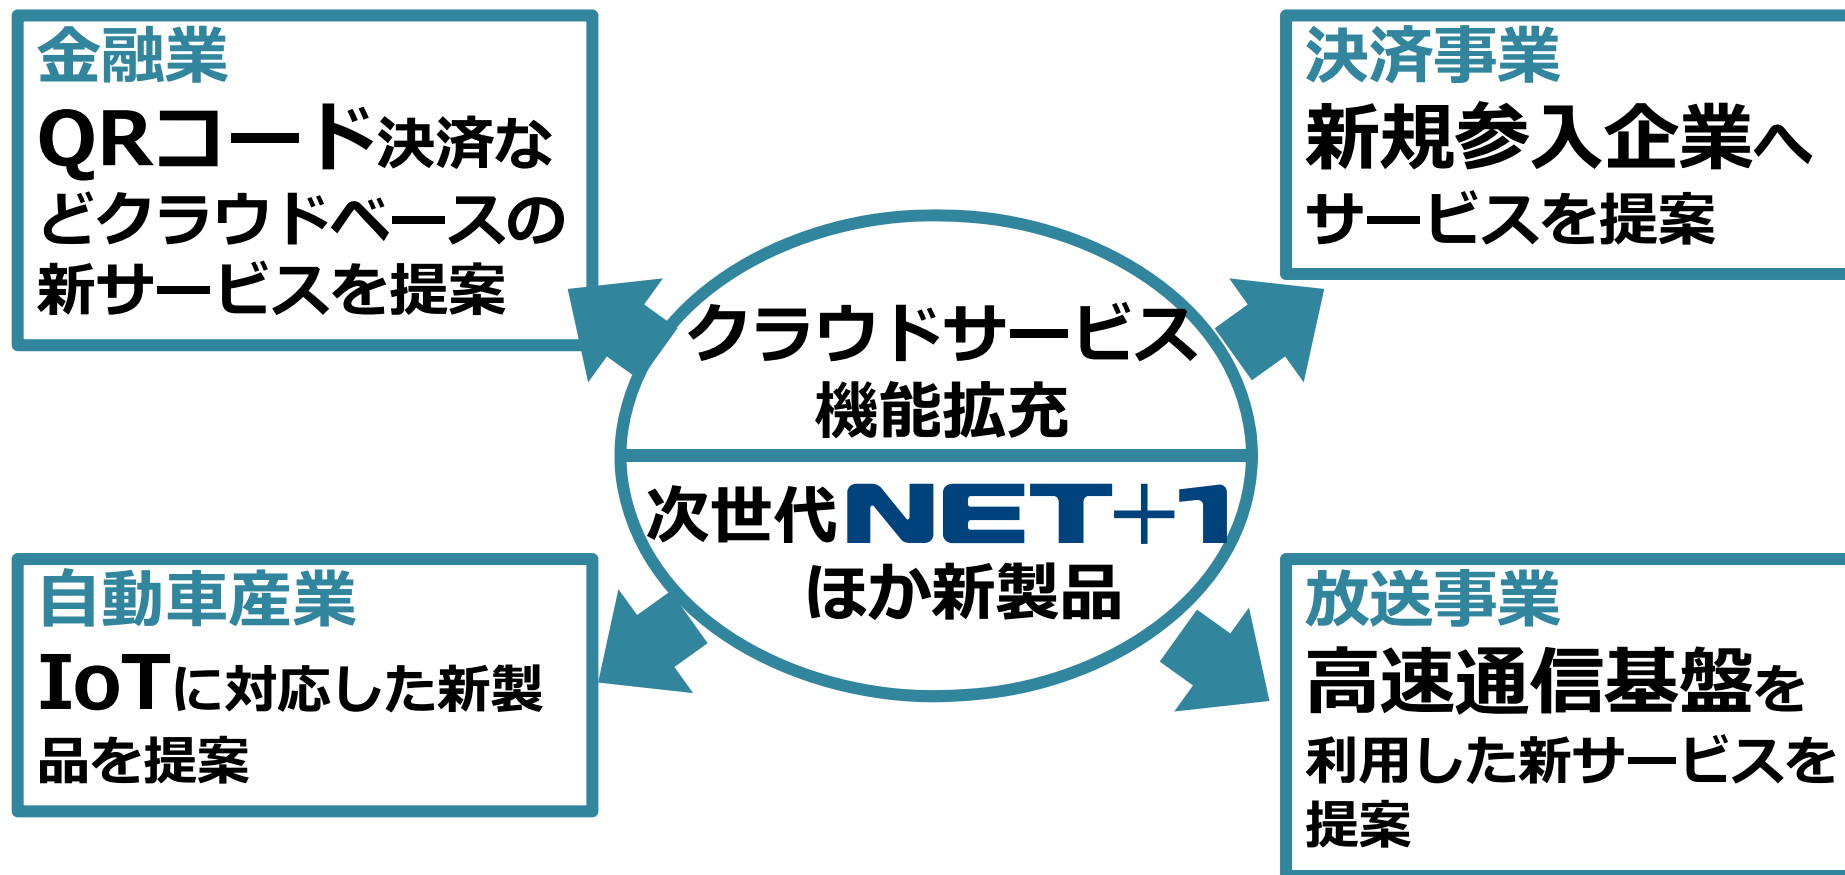 金融業
QRコード決済な
どクラウドベースの
新サービスを提案
決済事業
新規参入企業へ
サービスを提案
クラウドサービス
機能拡充
次世代NET+1
ほか新製品
自動車産業
IoTに対応した新製
品を提案
放送事業
高速通信基盤を
利用した新サービスを
提案